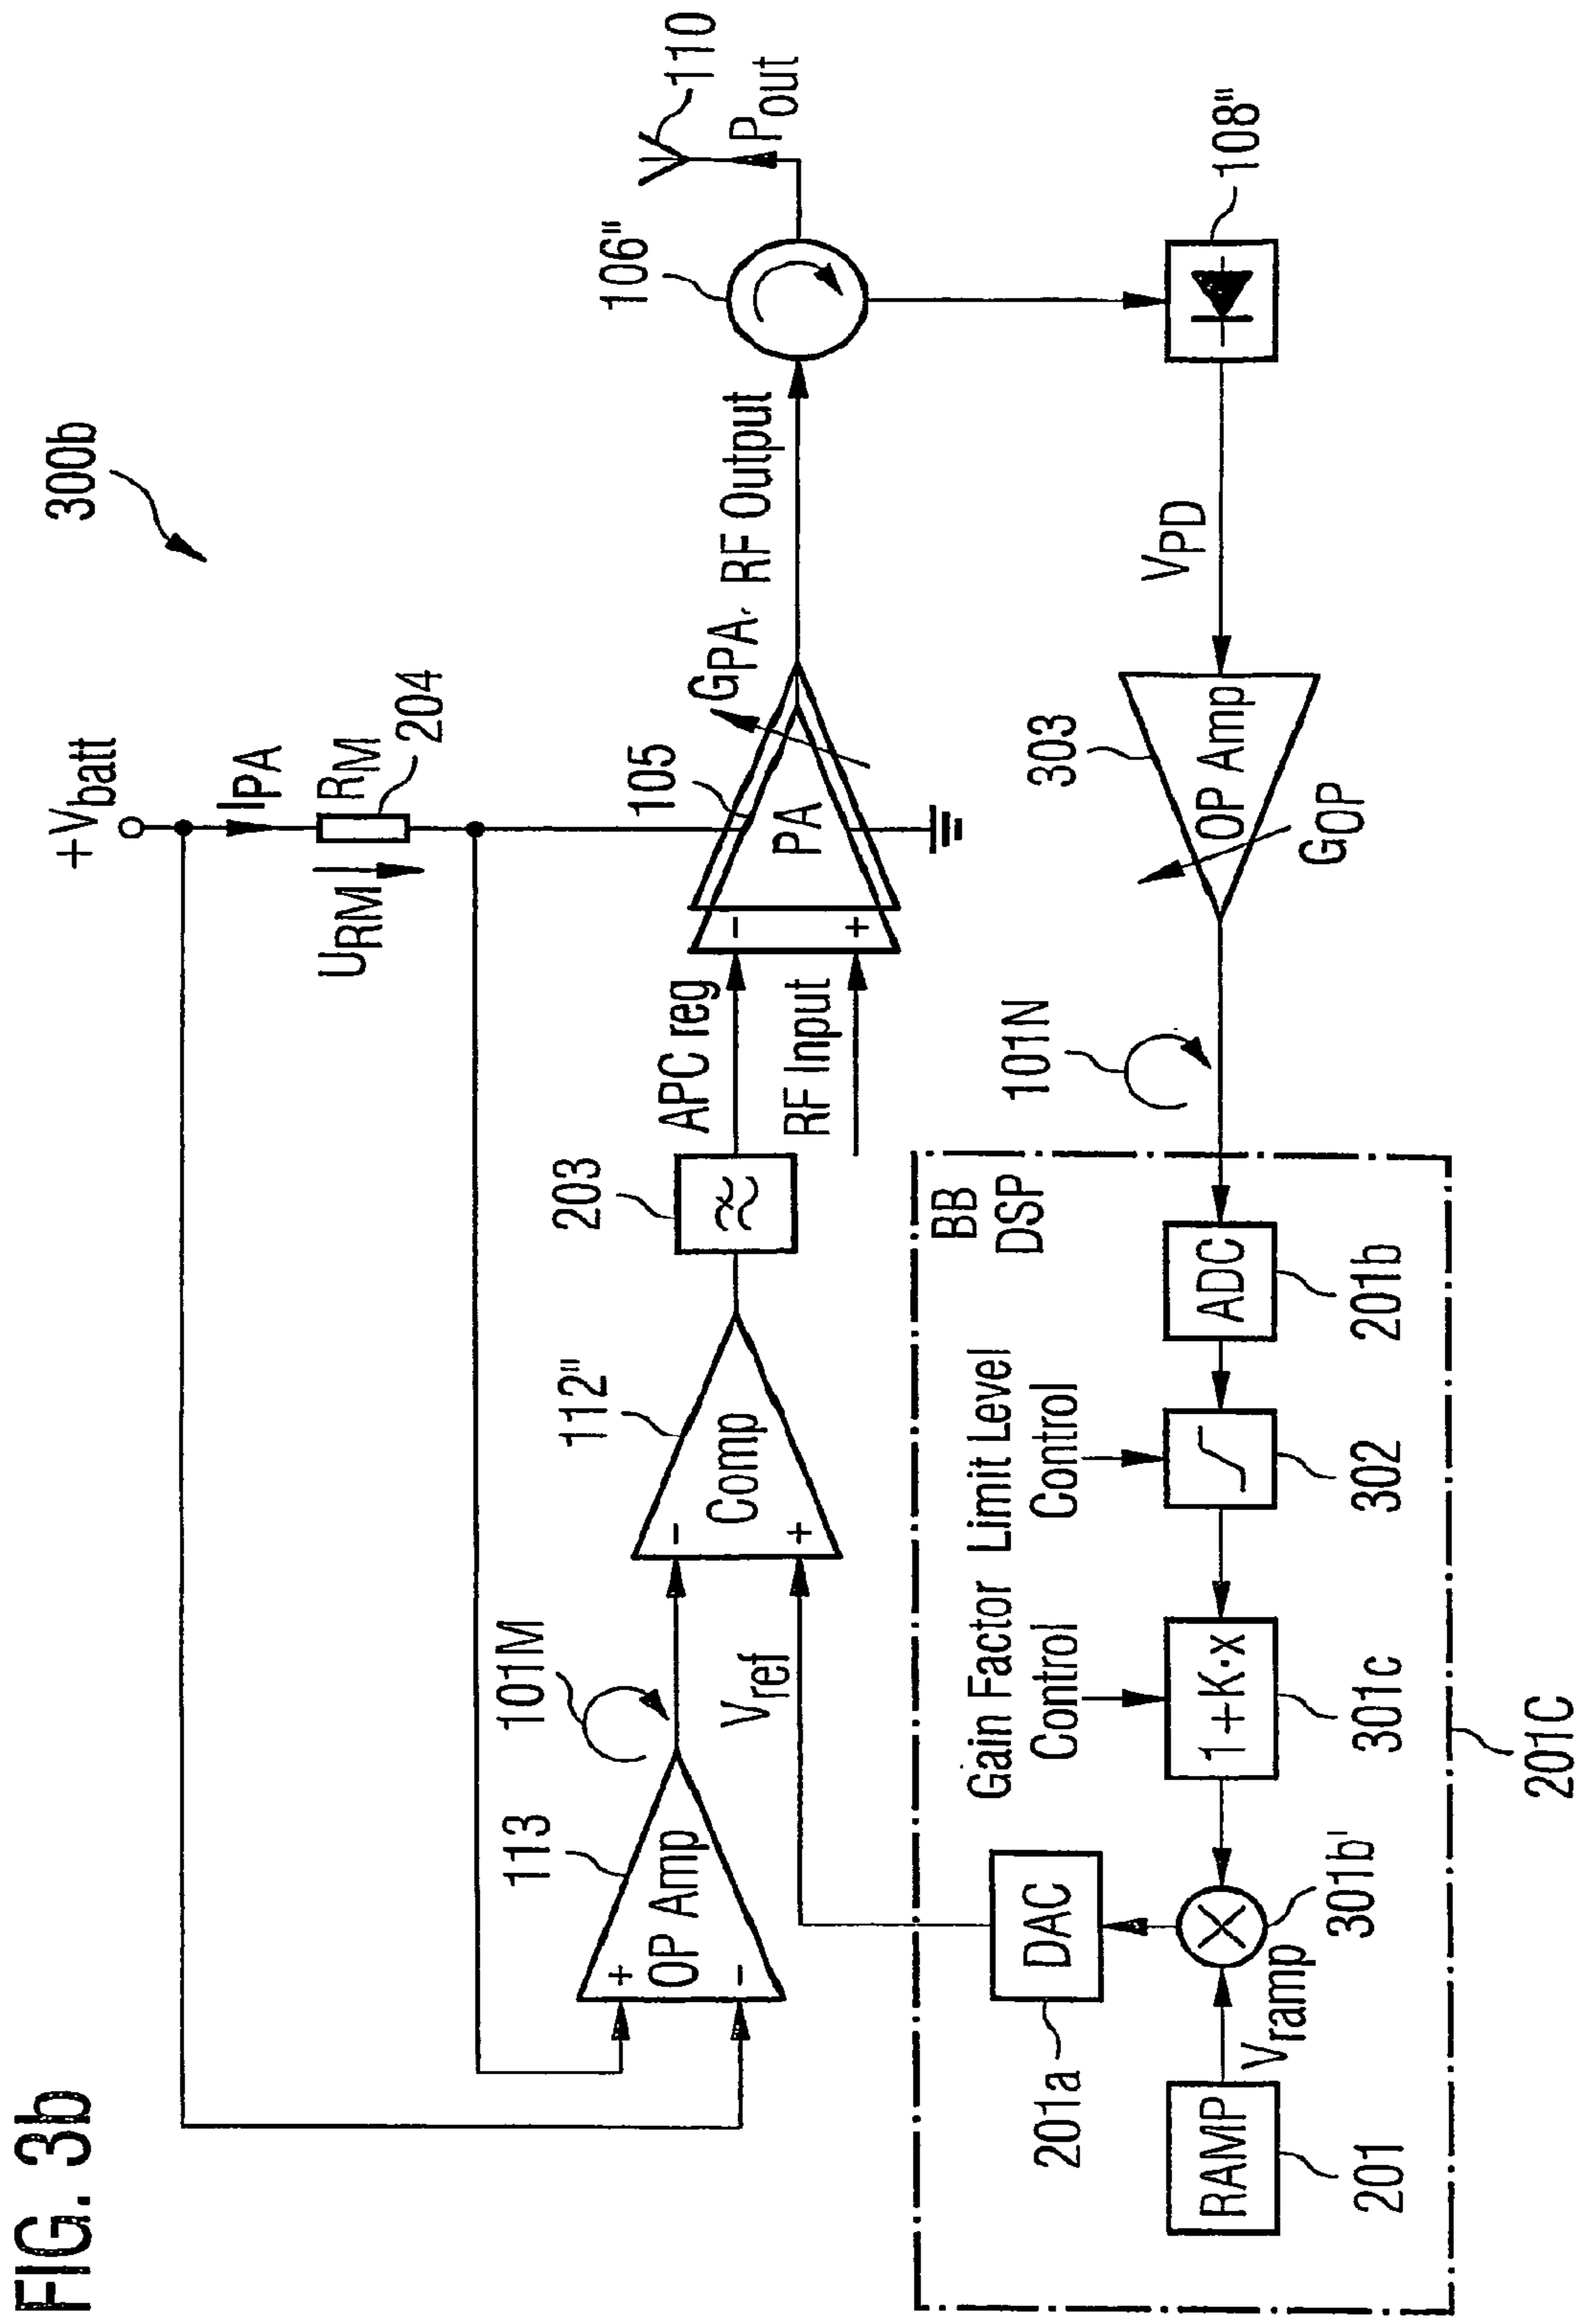 FIG. 3b
300b
+Vbatt
IPA
RM
204
URM
113
OP Amp
+
-
101M
Vref
112"
Comp
-
+
203
APC reg
RF Input
105
PA
-
+
GPA, RF Output
106"
Pout
110
108"
VPD
303
OP Amp
GOP
101N
BB
DSP
ADC
201b
Limit Level
Control
302
Gain Factor
Control
1+K·x
301c
301b'
DAC
201a
Vramp
RAMP
201
201C